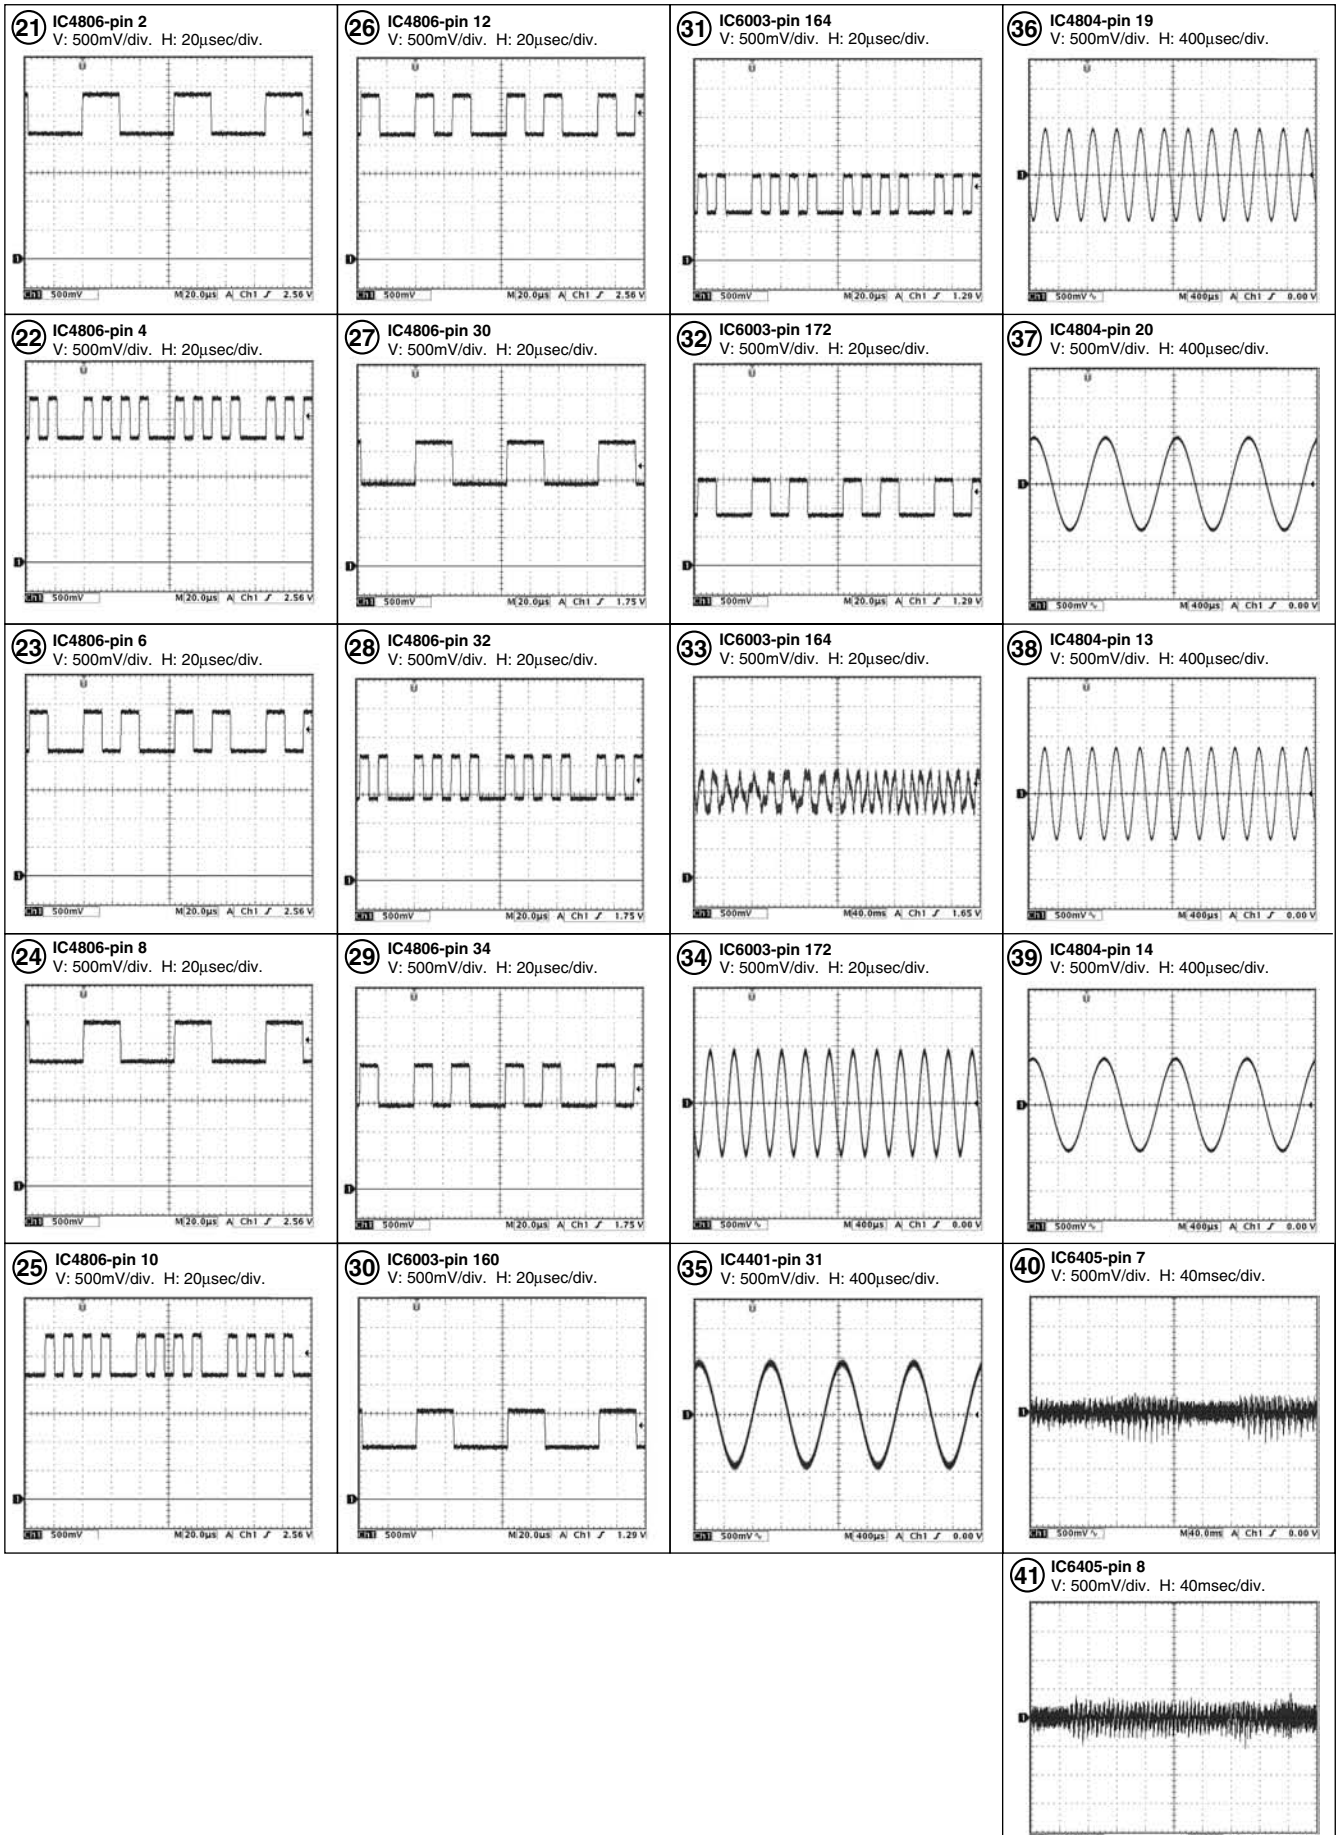 21 IC4806-pin 2
V: 500mV/div. H: 20μsec/div.
Ch1 500mV M 20.0μs A Ch1 2.56 V
22 IC4806-pin 4
V: 500mV/div. H: 20μsec/div.
Ch1 500mV M 20.0μs A Ch1 2.56 V
23 IC4806-pin 6
V: 500mV/div. H: 20μsec/div.
Ch1 500mV M 20.0μs A Ch1 2.56 V
24 IC4806-pin 8
V: 500mV/div. H: 20μsec/div.
Ch1 500mV M 20.0μs A Ch1 2.56 V
25 IC4806-pin 10
V: 500mV/div. H: 20μsec/div.
Ch1 500mV M 20.0μs A Ch1 2.56 V
26 IC4806-pin 12
V: 500mV/div. H: 20μsec/div.
Ch1 500mV M 20.0μs A Ch1 2.56 V
27 IC4806-pin 30
V: 500mV/div. H: 20μsec/div.
Ch1 500mV M 20.0μs A Ch1 1.75 V
28 IC4806-pin 32
V: 500mV/div. H: 20μsec/div.
Ch1 500mV M 20.0μs A Ch1 1.75 V
29 IC4806-pin 34
V: 500mV/div. H: 20μsec/div.
Ch1 500mV M 20.0μs A Ch1 1.75 V
30 IC6003-pin 160
V: 500mV/div. H: 20μsec/div.
Ch1 500mV M 20.0μs A Ch1 1.29 V
31 IC6003-pin 164
V: 500mV/div. H: 20μsec/div.
Ch1 500mV M 20.0μs A Ch1 1.29 V
32 IC6003-pin 172
V: 500mV/div. H: 20μsec/div.
Ch1 500mV M 20.0μs A Ch1 1.29 V
33 IC6003-pin 164
V: 500mV/div. H: 20μsec/div.
Ch1 500mV M 40.0ms A Ch1 1.65 V
34 IC6003-pin 172
V: 500mV/div. H: 20μsec/div.
Ch1 500mV M 400μs A Ch1 0.00 V
35 IC4401-pin 31
V: 500mV/div. H: 400μsec/div.
Ch1 500mV M 400μs A Ch1 0.00 V
36 IC4804-pin 19
V: 500mV/div. H: 400μsec/div.
Ch1 500mV M 400μs A Ch1 0.00 V
37 IC4804-pin 20
V: 500mV/div. H: 400μsec/div.
Ch1 500mV M 400μs A Ch1 0.00 V
38 IC4804-pin 13
V: 500mV/div. H: 400μsec/div.
Ch1 500mV M 400μs A Ch1 0.00 V
39 IC4804-pin 14
V: 500mV/div. H: 400μsec/div.
Ch1 500mV M 400μs A Ch1 0.00 V
40 IC6405-pin 7
V: 500mV/div. H: 40msec/div.
Ch1 500mV M 40.0ms A Ch1 0.00 V
41 IC6405-pin 8
V: 500mV/div. H: 40msec/div.